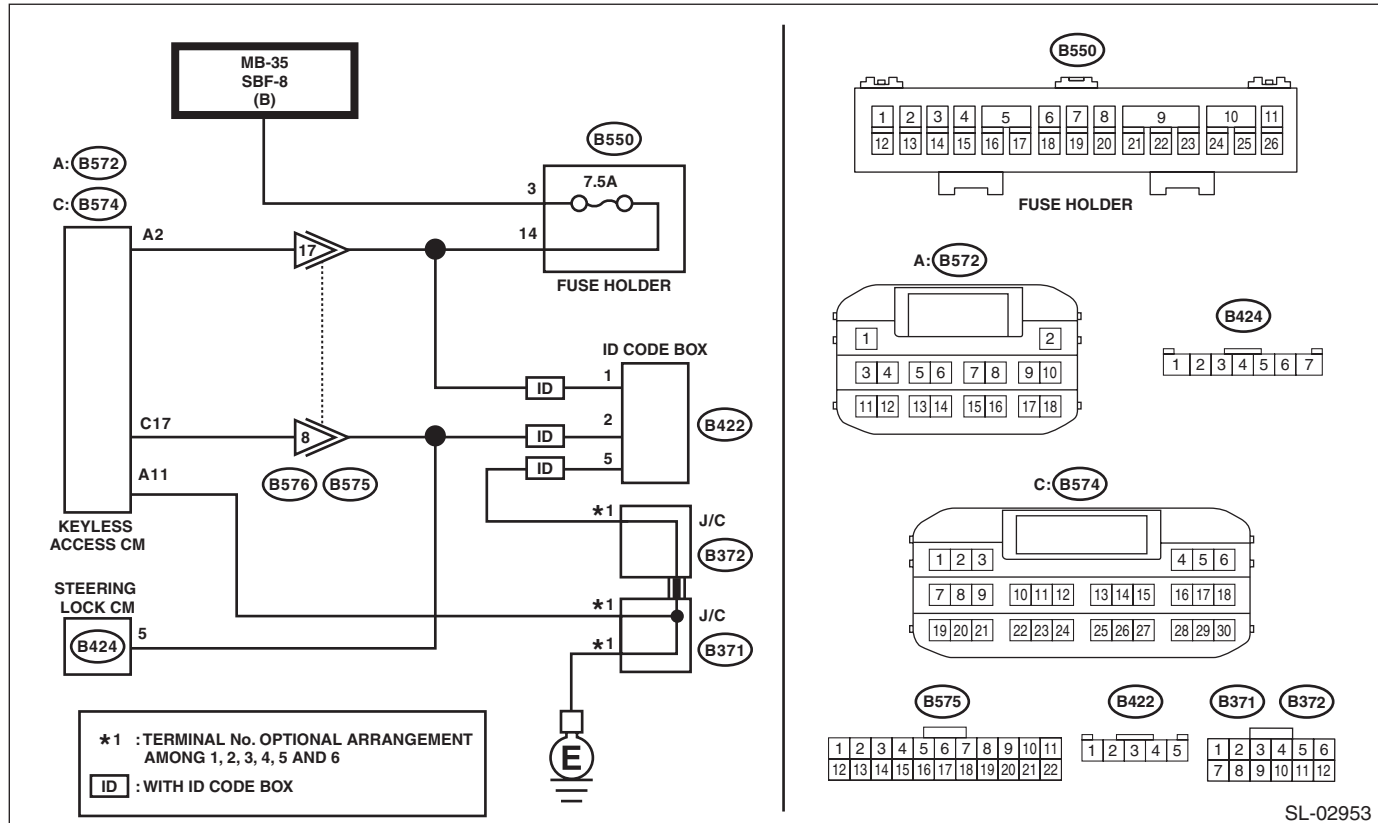 MB-35
SBF-8
(B)
B550
A: B572
C: B574
3
7.5A
14
FUSE HOLDER
A2
17
ID CODE BOX
ID
1
C17
8
ID
2
B422
A11
ID
5
B576
B575
KEYLESS
ACCESS CM
*1
J/C
B372
STEERING
LOCK CM
B424
5
*1
J/C
*1
B371
E
*1 : TERMINAL No. OPTIONAL ARRANGEMENT
AMONG 1, 2, 3, 4, 5 AND 6
ID : WITH ID CODE BOX
B550
1 2 3 4 5 6 7 8 9 10 11
12 13 14 15 16 17 18 19 20 21 22 23 24 25 26
FUSE HOLDER
A: B572
1 2
3 4 5 6 7 8 9 10
11 12 13 14 15 16 17 18
B424
1 2 3 4 5 6 7
C: B574
1 2 3 4 5 6
7 8 9 10 11 12 13 14 15 16 17 18
19 20 21 22 23 24 25 26 27 28 29 30
B575
1 2 3 4 5 6 7 8 9 10 11
12 13 14 15 16 17 18 19 20 21 22
B422
1 2 3 4 5
B371 B372
1 2 3 4 5 6
7 8 9 10 11 12
SL-02953